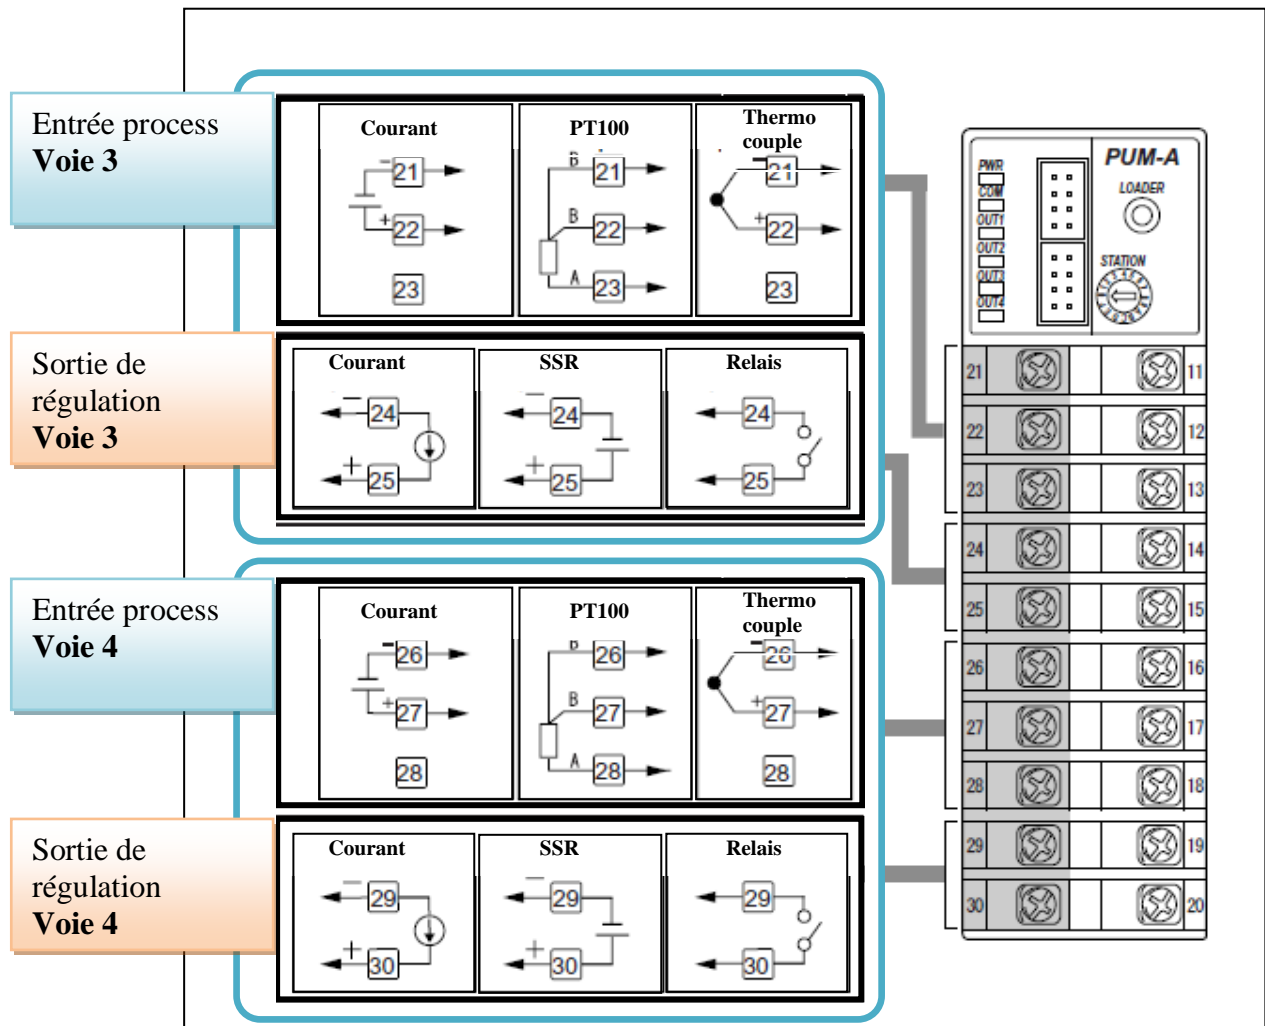 Entrée process
Voie 3
Courant
PT100
Thermo
couple
- 21
B 21
- 21
+ 22
B 22
+ 22
23
A 23
23
Sortie de
régulation
Voie 3
Courant
SSR
Relais
- 24
- 24
24
+ 25
+ 25
25
Entrée process
Voie 4
Courant
PT100
Thermo
couple
- 26
B 26
- 26
+ 27
B 27
+ 27
28
A 28
28
Sortie de
régulation
Voie 4
Courant
SSR
Relais
- 29
- 29
29
+ 30
+ 30
30
PUM-A
PWR
COM
OUT1
OUT2
OUT3
OUT4
LOADER
STATION
21 11
22 12
23 13
24 14
25 15
26 16
27 17
28 18
29 19
30 20